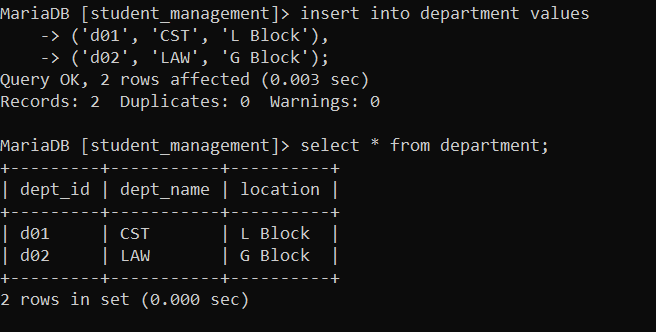 MariaDB [student_management]> insert into department values
    -> ('d01', 'CST', 'L Block'),
    -> ('d02', 'LAW', 'G Block');
Query OK, 2 rows affected (0.003 sec)
Records: 2  Duplicates: 0  Warnings: 0

MariaDB [student_management]> select * from department;
+---------+-----------+----------+
| dept_id | dept_name | location |
+---------+-----------+----------+
| d01     | CST       | L Block  |
| d02     | LAW       | G Block  |
+---------+-----------+----------+
2 rows in set (0.000 sec)